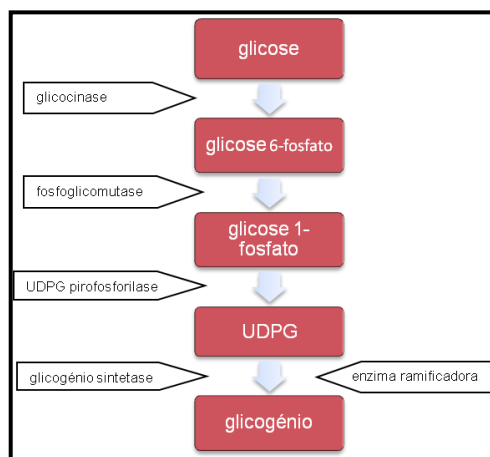 glicose
glicocinase
glicose 6-fosfato
fosfoglicomutase
glicose 1-
fosfato
UDPG pirofosforilase
UDPG
glicogénio sintetase
enzima ramificadora
glicogénio